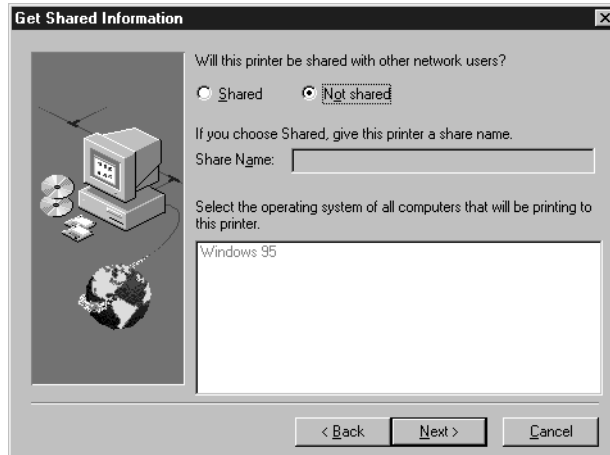 Get Shared Information
Will this printer be shared with other network users?
Shared Not shared
If you choose Shared, give this printer a share name.
Share Name:
Select the operating system of all computers that will be printing to
this printer.
Windows 95
< Back Next > Cancel